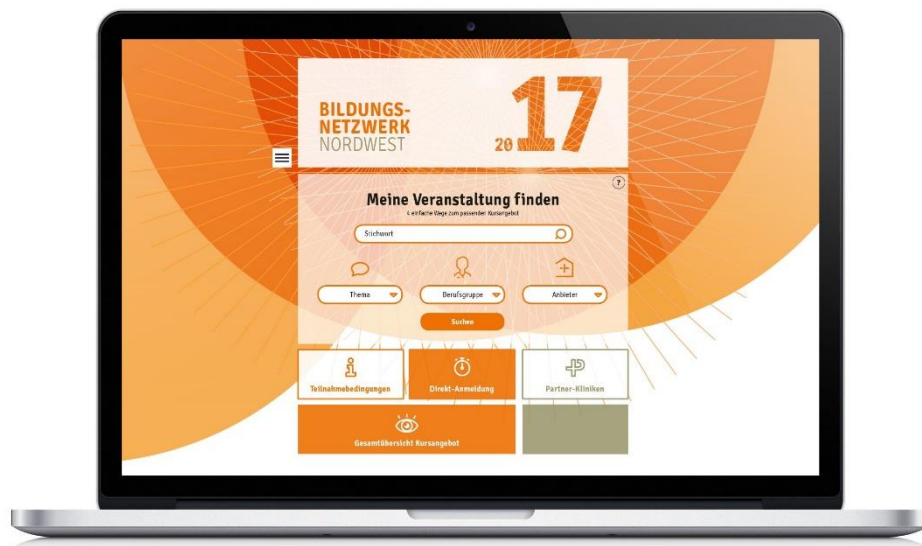 BILDUNGS-
NETZWERK
NORDWEST
2017
?
Meine Veranstaltung finden
4 einfache Wege zum passenden Kursangebot
Stichwort
Thema
Berufsgruppe
Anbieter
Suchen
Teilnahmebedingungen
Direkt-Anmeldung
Partner-Kliniken
Gesamtübersicht Kursangebot